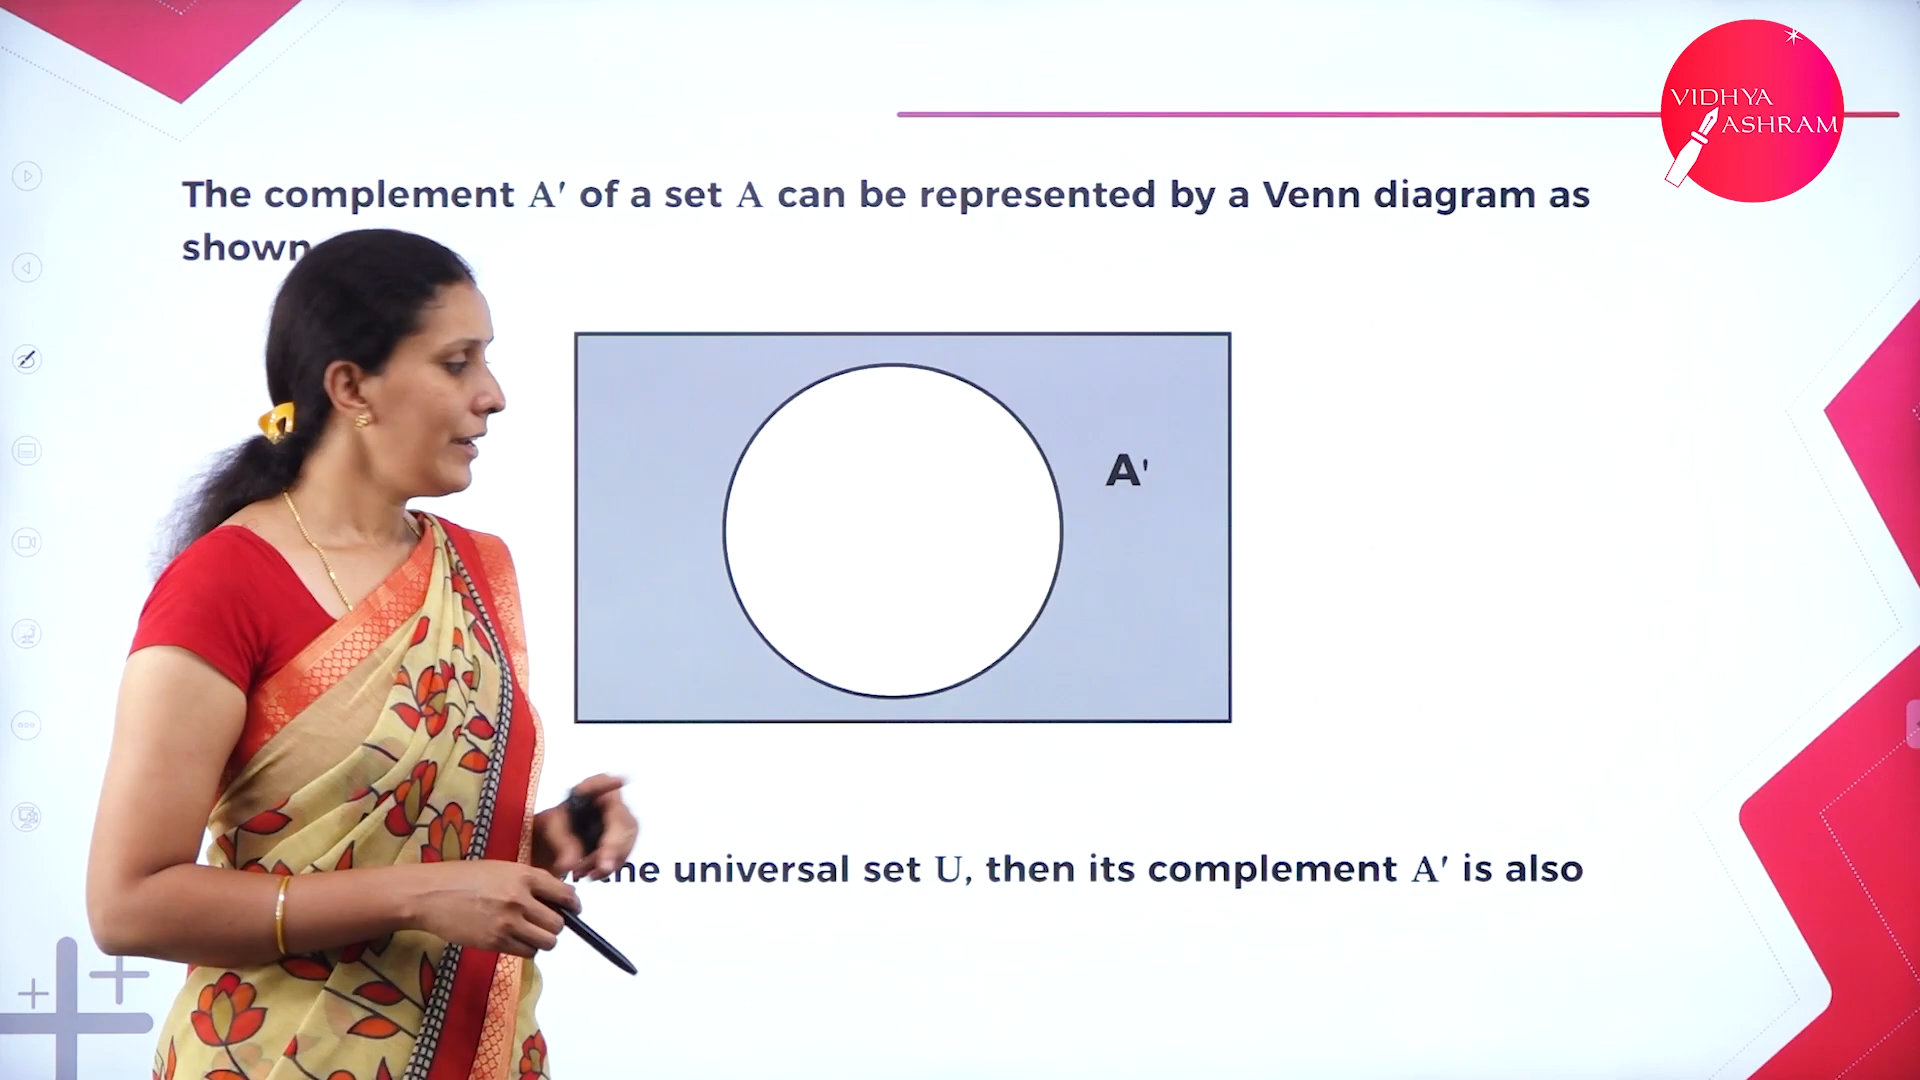 VIDHYA
ASHRAM
The complement A′ of a set A can be represented by a Venn diagram as
shown
A'
the universal set U, then its complement A′ is also